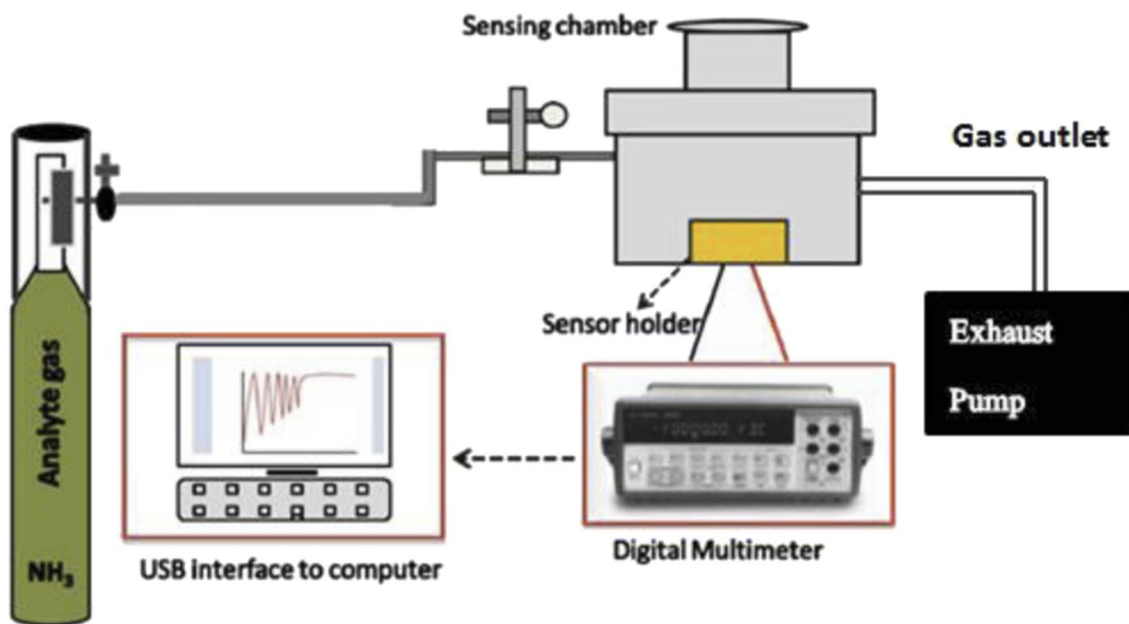 Sensing chamber
Gas outlet
Analyte gas
NH₃
Sensor holder
Exhaust
Pump
USB interface to computer
Digital Multimeter